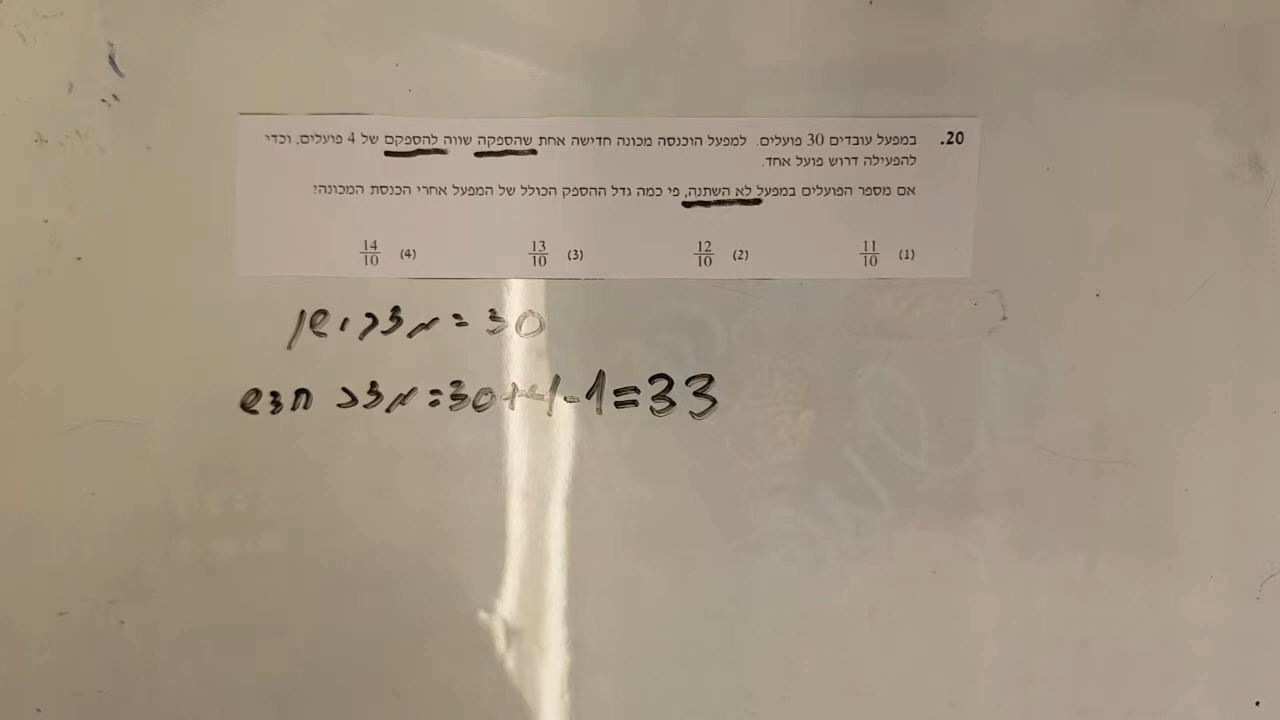 20. במפעל עובדים 30 פועלים. למפעל הוכנסה מכונה חדישה אחת שהספקה שווה להספקם של 4 פועלים, וכדי
להפעילה דרוש פועל אחד.
אם מספר הפועלים במפעל לא השתנה, פי כמה גדל ההספק הכולל של המפעל אחרי הכנסת המכונה?
(1) 11/10 (2) 12/10 (3) 13/10 (4) 14/10
מצב ישן = 30
מצב חדש = 30+4-1=33